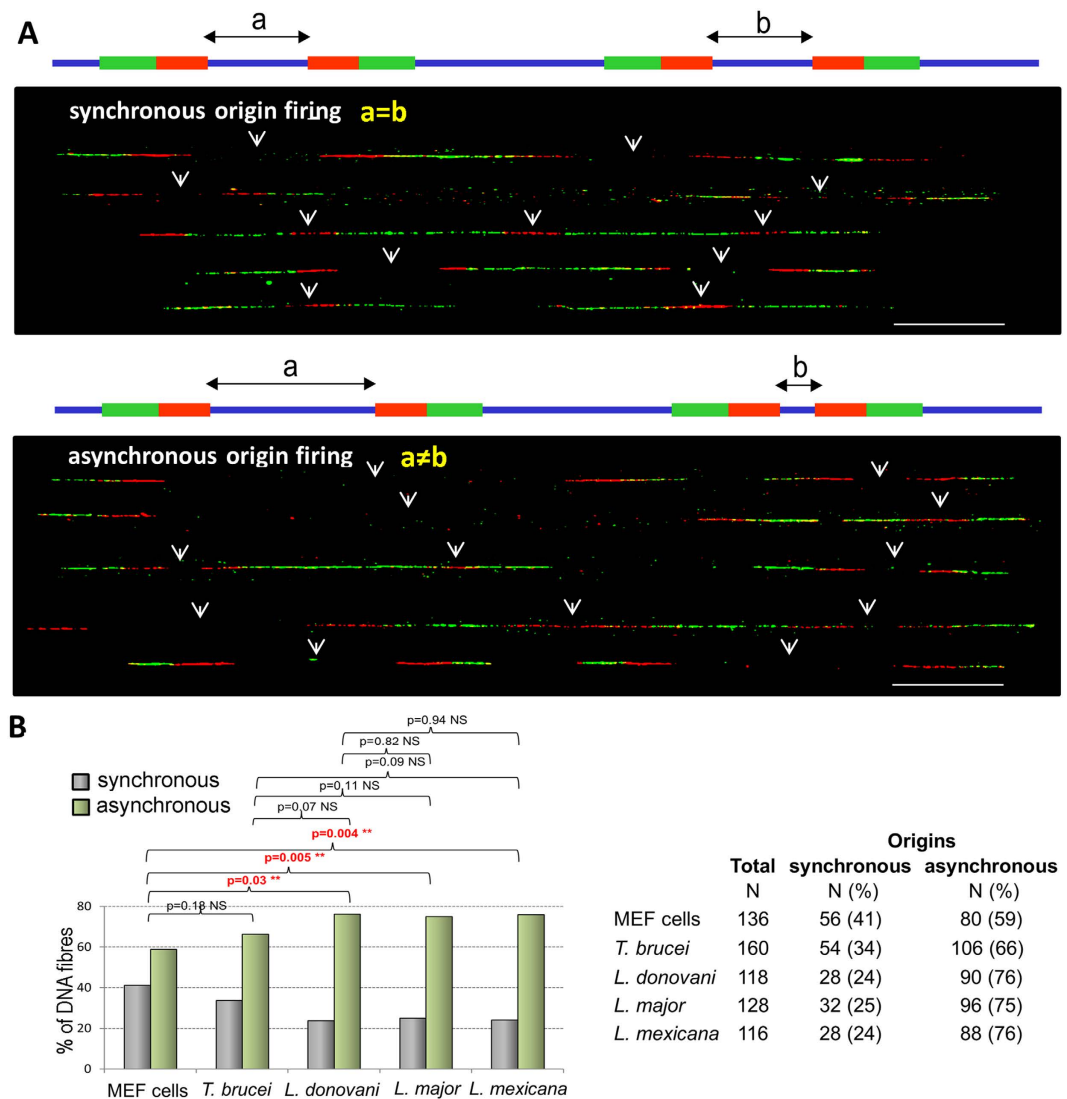 A
a b
synchronous origin firing a=b
a b
asynchronous origin firing a≠b
B
p=0.94 NS
p=0.82 NS
p=0.09 NS
p=0.11 NS
p=0.07 NS
p=0.004 **
p=0.005 **
p=0.03 **
p=0.18 NS
synchronous
asynchronous
% of DNA fibres
80
60
40
20
0
MEF cells T. brucei L. donovani L. major L. mexicana
Origins
Total synchronous asynchronous
N N (%) N (%)
MEF cells 136 56 (41) 80 (59)
T. brucei 160 54 (34) 106 (66)
L. donovani 118 28 (24) 90 (76)
L. major 128 32 (25) 96 (75)
L. mexicana 116 28 (24) 88 (76)